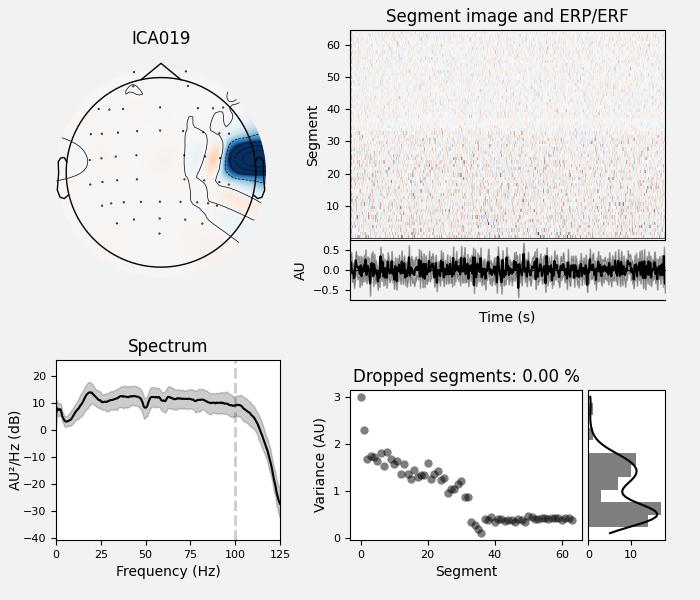 ICA019
Segment image and ERP/ERF
Segment
60
50
40
30
20
10
AU
0.5
0.0
−0.5
Time (s)
Spectrum
AU²/Hz (dB)
20
10
0
−10
−20
−30
−40
0 25 50 75 100 125
Frequency (Hz)
Dropped segments: 0.00 %
Variance (AU)
3
2
1
0
0 20 40 60
Segment
0 10